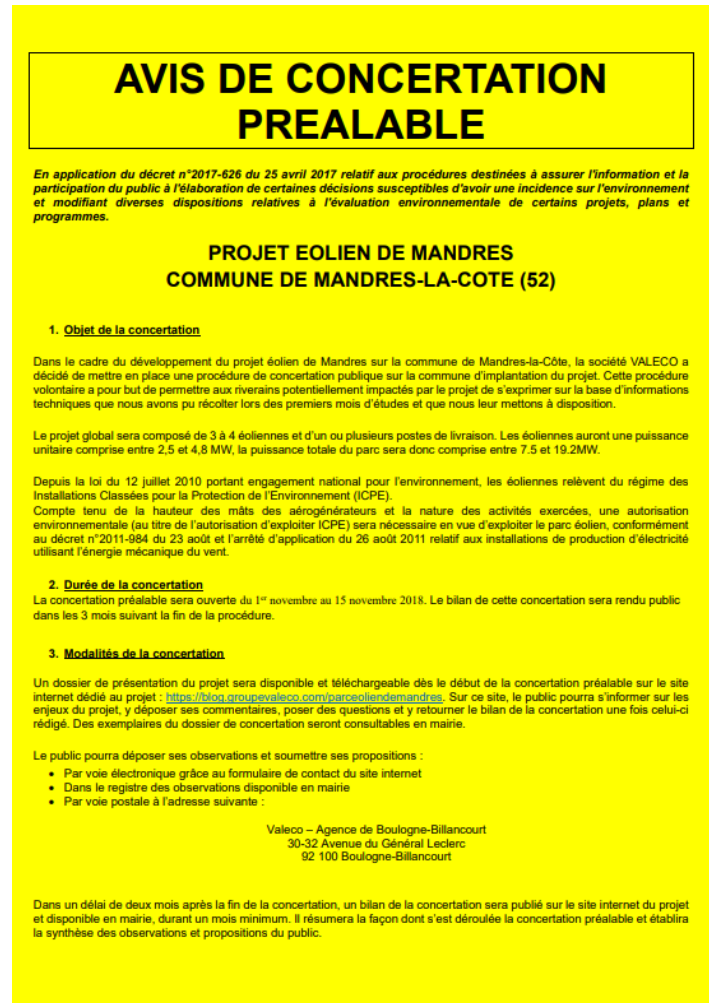 AVIS DE CONCERTATION
PREALABLE
En application du décret n°2017-626 du 25 avril 2017 relatif aux procédures destinées à assurer l'information et la
participation du public à l'élaboration de certaines décisions susceptibles d'avoir une incidence sur l'environnement
et modifiant diverses dispositions relatives à l'évaluation environnementale de certains projets, plans et
programmes.
PROJET EOLIEN DE MANDRES
COMMUNE DE MANDRES-LA-COTE (52)
1. Objet de la concertation
Dans le cadre du développement du projet éolien de Mandres sur la commune de Mandres-la-Côte, la société VALECO a
décidé de mettre en place une procédure de concertation publique sur la commune d'implantation du projet. Cette procédure
volontaire a pour but de permettre aux riverains potentiellement impactés par le projet de s'exprimer sur la base d'informations
techniques que nous avons pu récolter lors des premiers mois d'études et que nous leur mettons à disposition.
Le projet global sera composé de 3 à 4 éoliennes et d'un ou plusieurs postes de livraison. Les éoliennes auront une puissance
unitaire comprise entre 2,5 et 4,8 MW, la puissance totale du parc sera donc comprise entre 7.5 et 19.2MW.
Depuis la loi du 12 juillet 2010 portant engagement national pour l'environnement, les éoliennes relèvent du régime des
Installations Classées pour la Protection de l'Environnement (ICPE).
Compte tenu de la hauteur des mâts des aérogénérateurs et la nature des activités exercées, une autorisation
environnementale (au titre de l'autorisation d'exploiter ICPE) sera nécessaire en vue d'exploiter le parc éolien, conformément
au décret n°2011-984 du 23 août et l'arrêté d'application du 26 août 2011 relatif aux installations de production d'électricité
utilisant l'énergie mécanique du vent.
2. Durée de la concertation
La concertation préalable sera ouverte du 1er novembre au 15 novembre 2018. Le bilan de cette concertation sera rendu public
dans les 3 mois suivant la fin de la procédure.
3. Modalités de la concertation
Un dossier de présentation du projet sera disponible et téléchargeable dès le début de la concertation préalable sur le site
internet dédié au projet : https://blog.groupevaleco.com/parceoliendemandres. Sur ce site, le public pourra s'informer sur les
enjeux du projet, y déposer ses commentaires, poser des questions et y retourner le bilan de la concertation une fois celui-ci
rédigé. Des exemplaires du dossier de concertation seront consultables en mairie.
Le public pourra déposer ses observations et soumettre ses propositions :
• Par voie électronique grâce au formulaire de contact du site internet
• Dans le registre des observations disponible en mairie
• Par voie postale à l'adresse suivante :
Valeco – Agence de Boulogne-Billancourt
30-32 Avenue du Général Leclerc
92 100 Boulogne-Billancourt
Dans un délai de deux mois après la fin de la concertation, un bilan de la concertation sera publié sur le site internet du projet
et disponible en mairie, durant un mois minimum. Il résumera la façon dont s'est déroulée la concertation préalable et établira
la synthèse des observations et propositions du public.